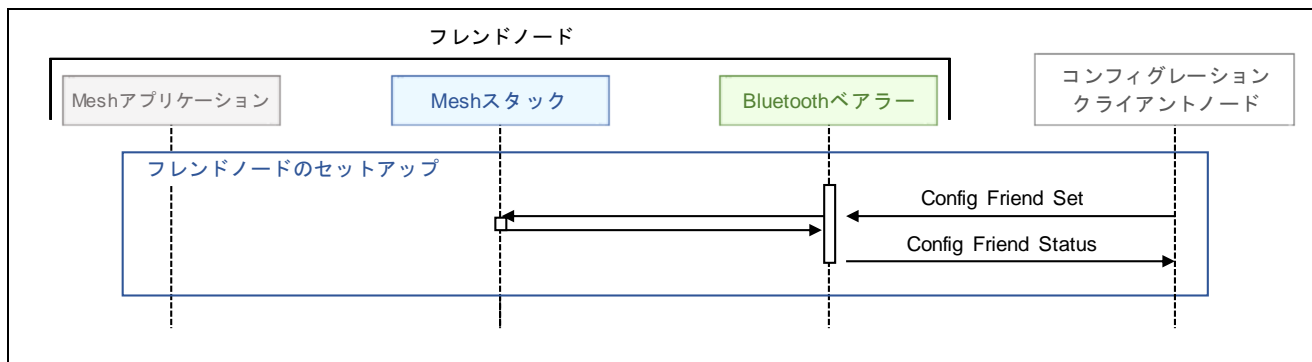 フレンドノード
Meshアプリケーション
Meshスタック
Bluetoothベアラー
コンフィグレーション
クライアントノード
フレンドノードのセットアップ
Config Friend Set
Config Friend Status